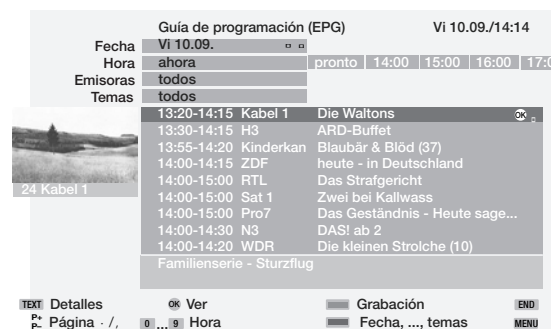 Guía de programación (EPG) Vi 10.09./14:14
Fecha Vi 10.09.
Hora ahora pronto 14:00 15:00 16:00 17:0
Emisoras todos
Temas todos
13:20-14:15 Kabel 1 Die Waltons OK
13:30-14:15 H3 ARD-Buffet
13:55-14:20 Kinderkan Blaubär & Blöd (37)
14:00-14:15 ZDF heute - in Deutschland
14:00-15:00 RTL Das Strafgericht
14:00-15:00 Sat 1 Zwei bei Kallwass
14:00-15:00 Pro7 Das Geständnis - Heute sage...
14:00-14:30 N3 DAS! ab 2
14:00-14:20 WDR Die kleinen Strolche (10)
24 Kabel 1
Familienserie - Sturzflug
TEXT Detalles OK Ver Grabación END
P+ P- Página · /, 0 ... 9 Hora Fecha, ..., temas MENU